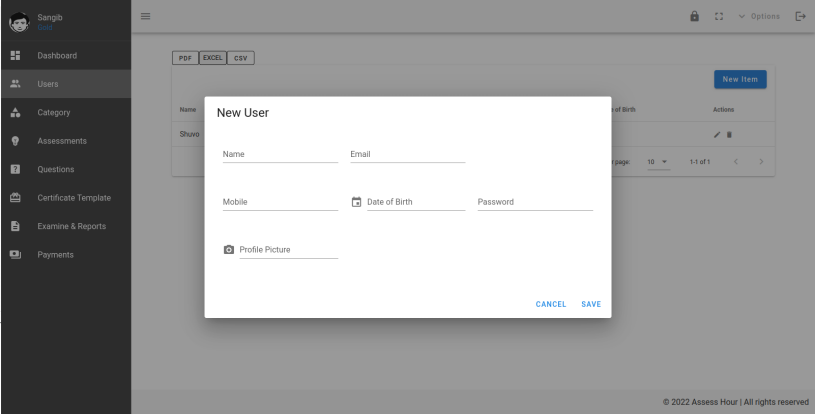 Sangib
Gold
Options
Dashboard
Users
Category
Assessments
Questions
Certificate Template
Examine & Reports
Payments
PDF EXCEL CSV
New Item
Name
of Birth
Actions
Shuvo
page: 10 1-1 of 1
New User
Name Email
Mobile Date of Birth Password
Profile Picture
CANCEL SAVE
© 2022 Assess Hour | All rights reserved